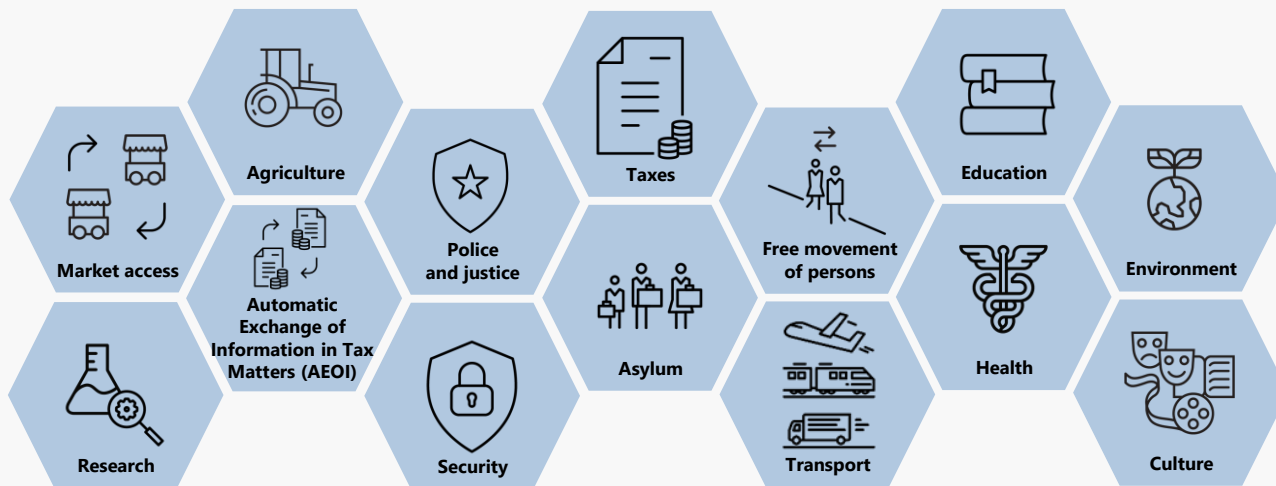 Agriculture
Taxes
Education
Market access
Police
and justice
Free movement
of persons
Environment
Automatic
Exchange of
Information in Tax
Matters (AEOI)
Asylum
Health
Research
Security
Transport
Culture